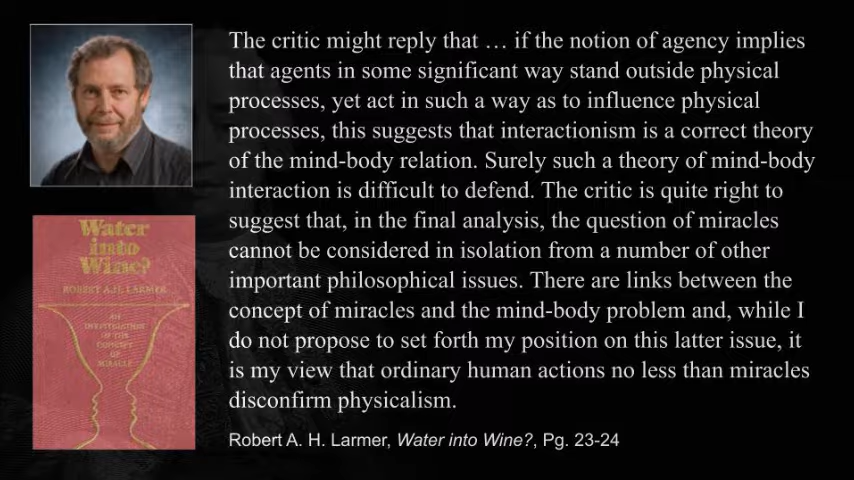 The critic might reply that … if the notion of agency implies
that agents in some significant way stand outside physical
processes, yet act in such a way as to influence physical
processes, this suggests that interactionism is a correct theory
of the mind-body relation. Surely such a theory of mind-body
interaction is difficult to defend. The critic is quite right to
suggest that, in the final analysis, the question of miracles
cannot be considered in isolation from a number of other
important philosophical issues. There are links between the
concept of miracles and the mind-body problem and, while I
do not propose to set forth my position on this latter issue, it
is my view that ordinary human actions no less than miracles
disconfirm physicalism.
Robert A. H. Larmer, Water into Wine?, Pg. 23-24
Water
into
Wine?
ROBERT A.H. LARMER
AN
INVESTIGATION
OF THE
CONCEPT
OF
MIRACLE